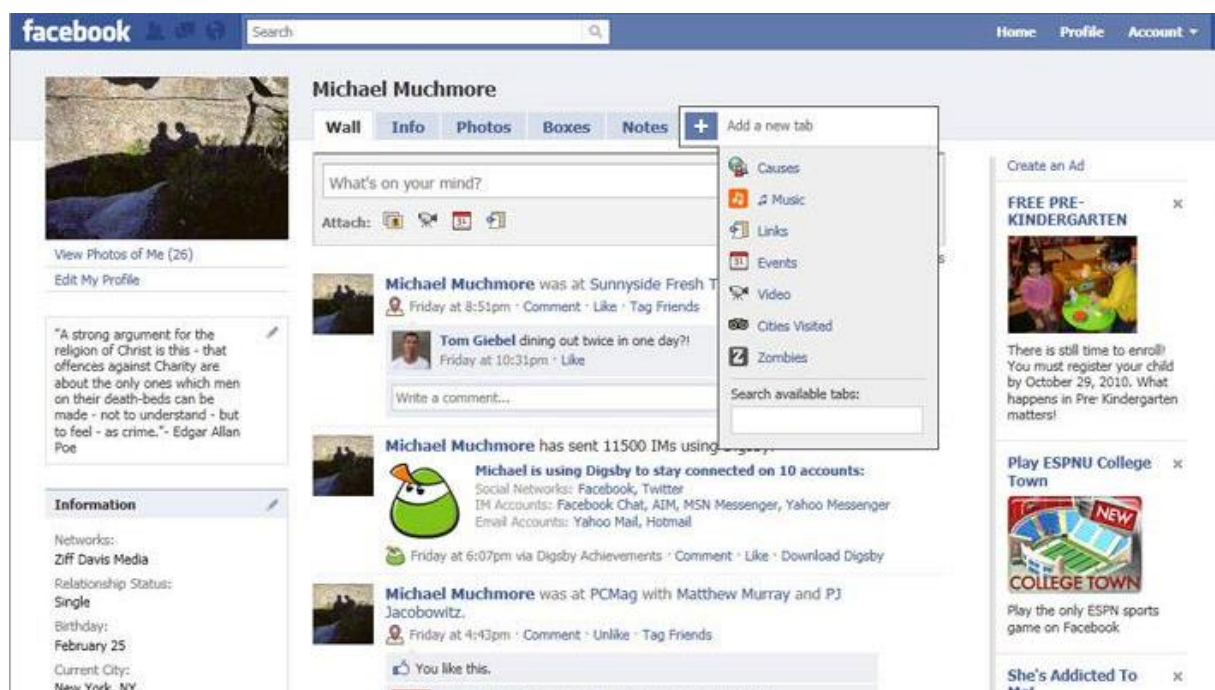 facebook
Search
Home Profile Account
Michael Muchmore
Wall Info Photos Boxes Notes + Add a new tab
What's on your mind?
Attach:
Causes
♫ Music
Links
Events
Video
Cities Visited
Zombies
Search available tabs:
View Photos of Me (26)
Edit My Profile
"A strong argument for the
religion of Christ is this - that
offences against Charity are
about the only ones which men
on their death-beds can be
made - not to understand - but
to feel - as crime."- Edgar Allan
Poe
Information
Networks:
Ziff Davis Media
Relationship Status:
Single
Birthday:
February 25
Current City:
New York, NY
Michael Muchmore was at Sunnyside Fresh T
s
Friday at 8:51pm · Comment · Like · Tag Friends
Tom Giebel dining out twice in one day?!
Friday at 10:31pm · Like
Write a comment...
Michael Muchmore has sent 11500 IMs using Digsby.
Michael is using Digsby to stay connected on 10 accounts:
Social Networks: Facebook, Twitter
IM Accounts: Facebook Chat, AIM, MSN Messenger, Yahoo Messenger
Email Accounts: Yahoo Mail, Hotmail
Friday at 6:07pm via Digsby Achievements · Comment · Like · Download Digsby
Michael Muchmore was at PCMag with Matthew Murray and PJ
Jacobowitz.
Friday at 4:43pm · Comment · Unlike · Tag Friends
You like this.
Create an Ad
FREE PRE-
KINDERGARTEN
There is still time to enroll!
You must register your child
by October 29, 2010. What
happens in Pre-Kindergarten
matters!
Play ESPNU College
Town
NEW
COLLEGE TOWN
Play the only ESPN sports
game on Facebook
She's Addicted To